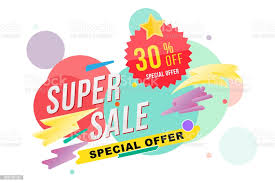 30% OFF
SPECIAL OFFER
SUPER
SALE
SPECIAL OFFER